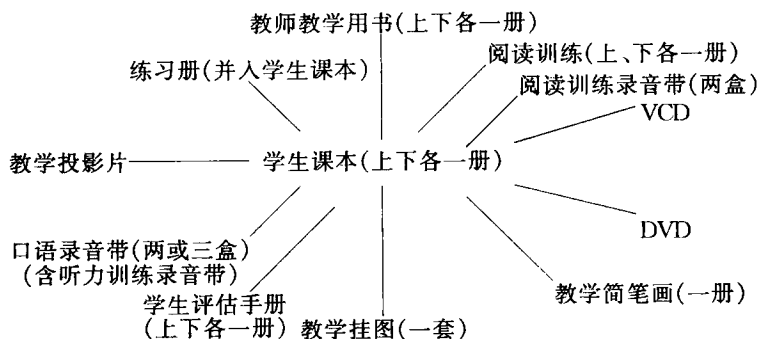 教师教学用书(上下各一册)
阅读训练(上、下各一册)
练习册(并入学生课本)
阅读训练录音带(两盒)
VCD
教学投影片
学生课本(上下各一册)
DVD
口语录音带(两或三盒)
(含听力训练录音带)
教学简笔画(一册)
学生评估手册
(上下各一册)
教学挂图(一套)